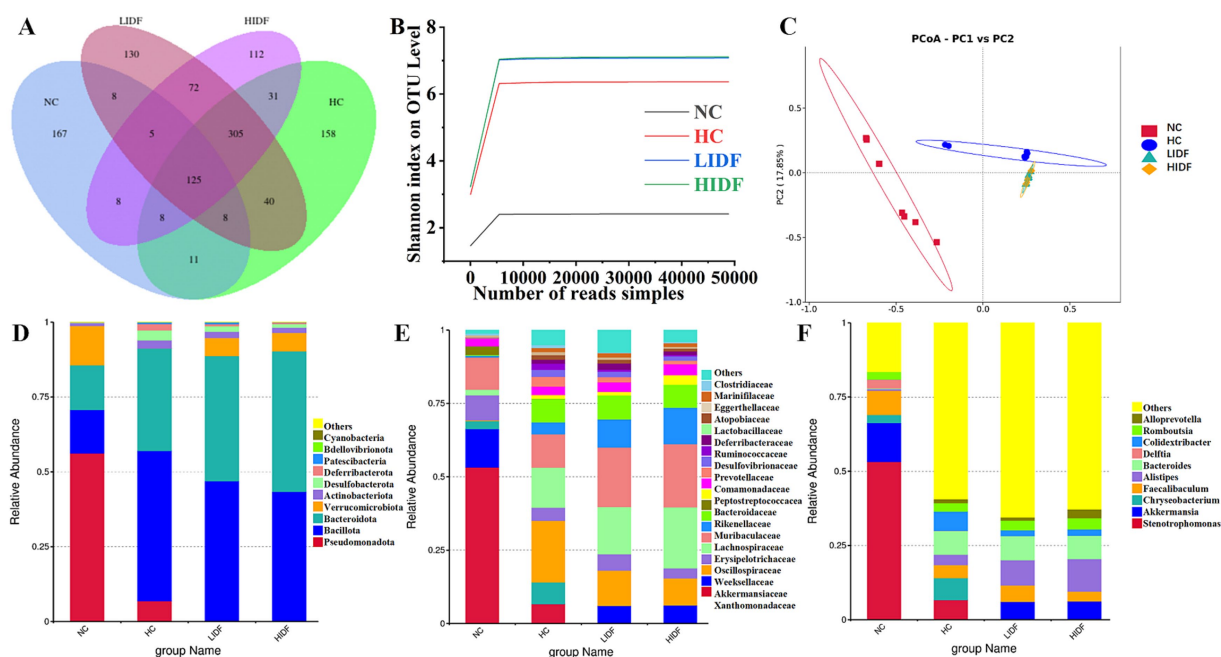 A
LIDF
HIDF
NC
HC
130
112
72
8
31
167
5
305
158
125
8
40
8
8
11
B
Shannon index on OTU Level
8
6
4
2
NC
HC
LIDF
HIDF
0 10000 20000 30000 40000 50000
Number of reads simples
C
PCoA - PC1 vs PC2
PC2 ( 17.85%)
0.5
0.0
-0.5
-1.0
-1.0 -0.5 0.0 0.5
NC
HC
LIDF
HIDF
D
Relative Abundance
1
0.75
0.5
0.25
0
NC HC LIDF HIDF
group Name
Others
Cyanobacteria
Bdellovibrionota
Patescibacteria
Deferribacterota
Desulfobacterota
Actinobacteriota
Verrucomicrobiota
Bacteroidota
Bacillota
Pseudomonadota
E
Relative Abundance
1
0.75
0.5
0.25
0
NC HC LIDF HIDF
group Name
Others
Clostridiaceae
Marinifilaceae
Eggerthellaceae
Atopobiaceae
Lactobacillaceae
Deferribacteraceae
Ruminococcaceae
Desulfovibrionaceae
Prevotellaceae
Comamonadaceae
Peptostreptococcacea
Bacteroidaceae
Rikenellaceae
Muribaculaceae
Lachnospiraceae
Erysipelotrichaceae
Oscillospiraceae
Weeksellaceae
Akkermansiaceae
Xanthomonadaceae
F
Relative Abundance
1
0.75
0.5
0.25
0
NC HC LIDF HIDF
group Name
Others
Alloprevotella
Romboutsia
Colidextribacter
Delftia
Bacteroides
Alistipes
Faecalibaculum
Chryseobacterium
Akkermansia
Stenotrophomonas